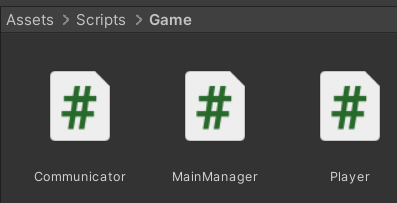 Assets > Scripts > Game
# # #
Communicator MainManager Player